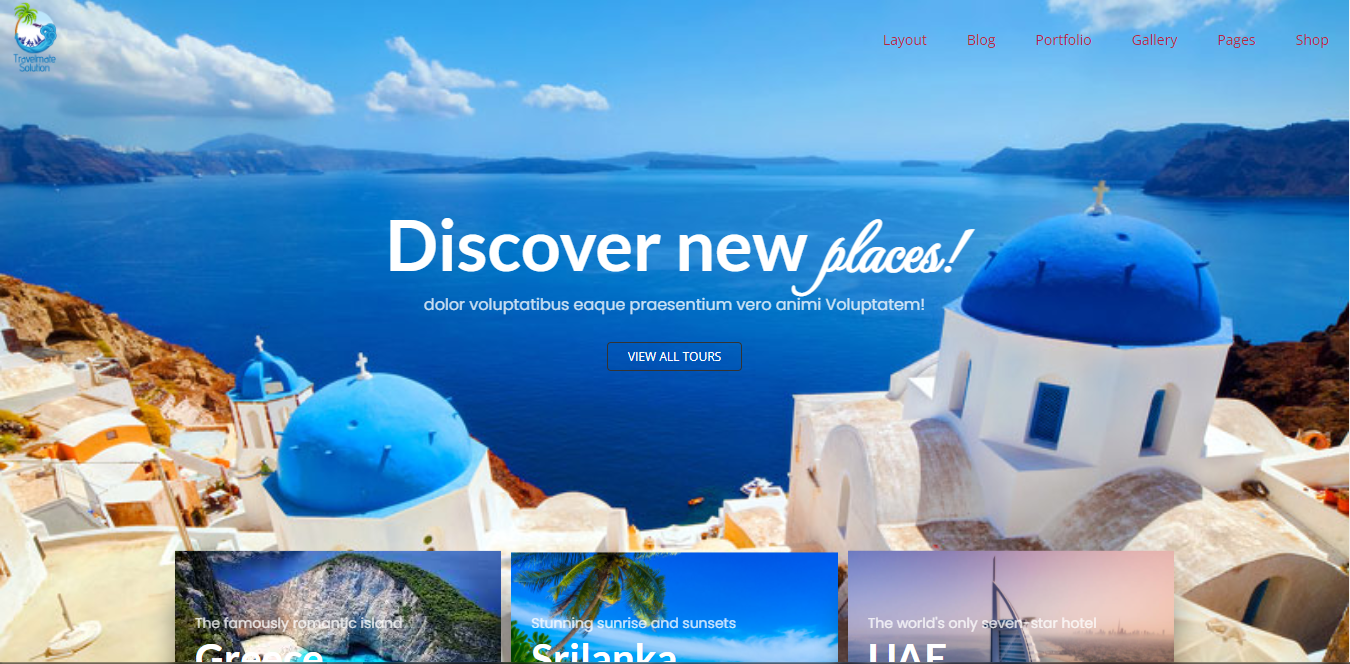 Travelmate
Solution
Layout Blog Portfolio Gallery Pages Shop
Discover new places!
dolor voluptatibus eaque praesentium vero animi Voluptatem!
VIEW ALL TOURS
The famously romantic island
Greece
Stunning sunrise and sunsets
Srilanka
The world's only seven-star hotel
UAE